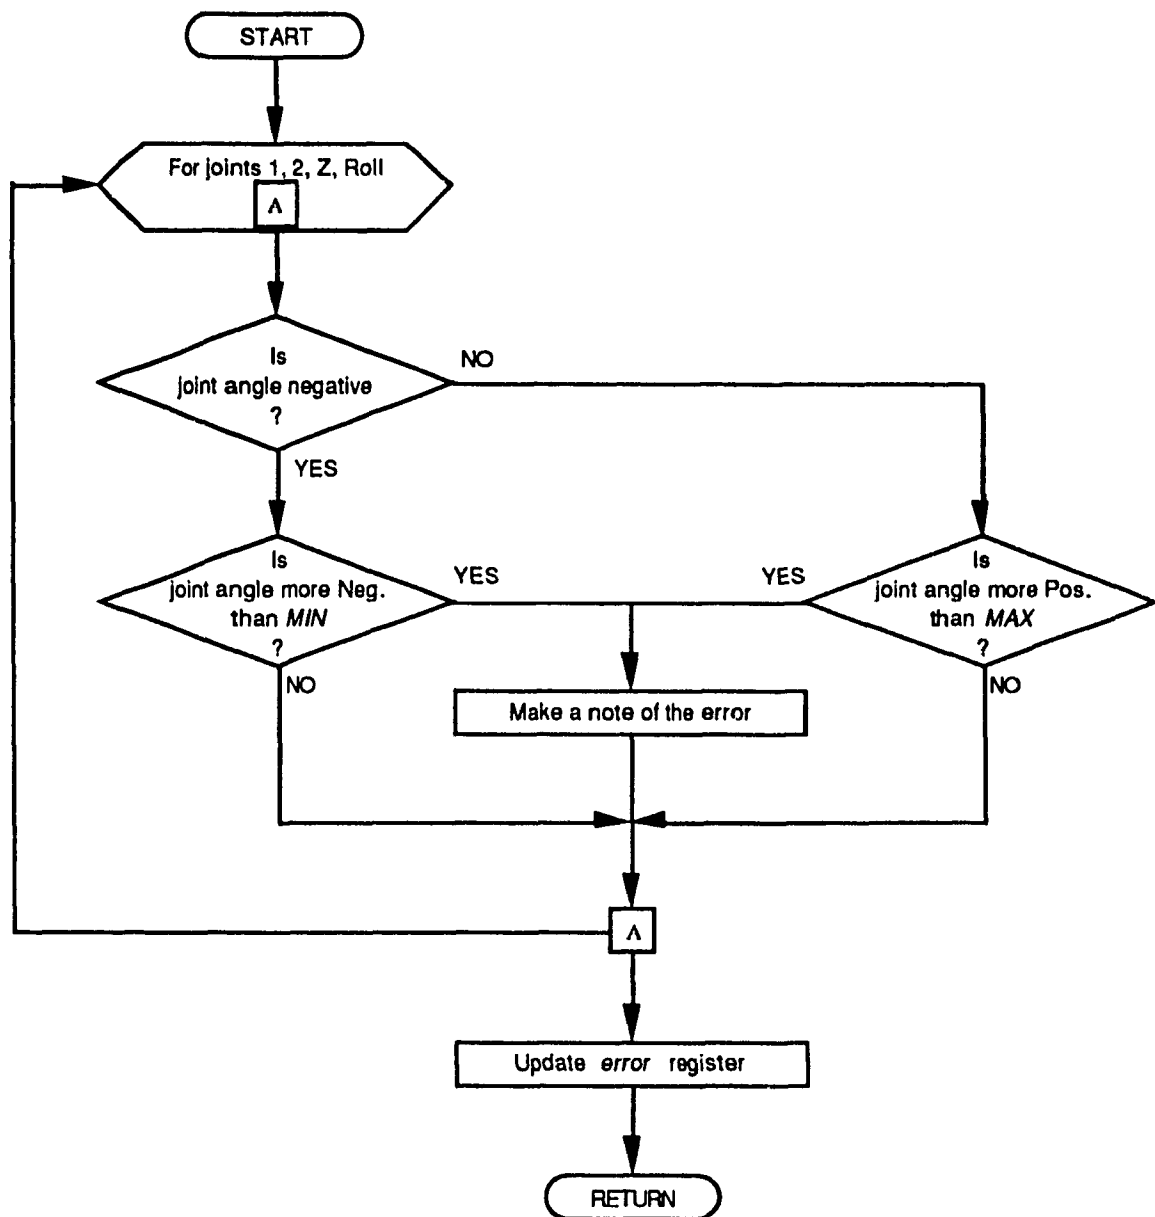 START
For joints 1, 2, Z, Roll
A
Is
joint angle negative
?
NO
YES
Is
joint angle more Neg.
than MIN
?
YES
NO
YES
Is
joint angle more Pos.
than MAX
?
NO
Make a note of the error
A
Update error register
RETURN